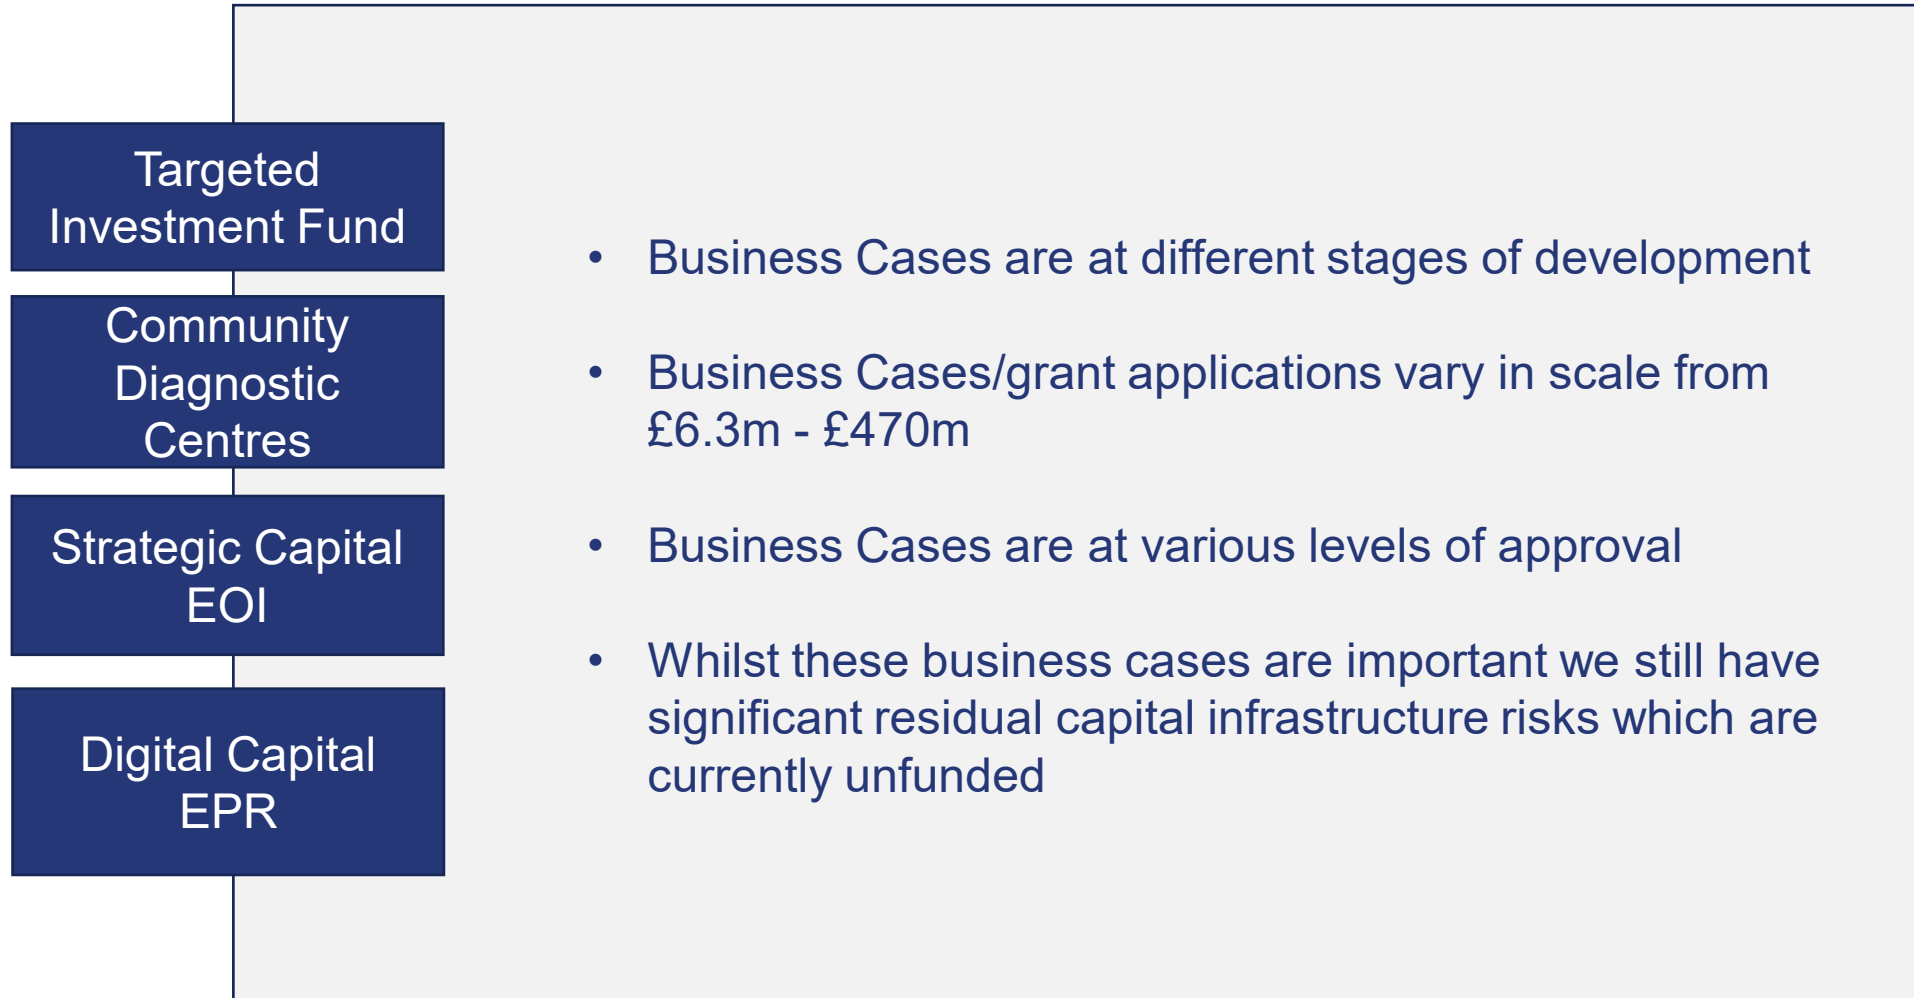 Targeted
Investment Fund
Community
Diagnostic
Centres
Strategic Capital
EOI
Digital Capital
EPR
• Business Cases are at different stages of development
• Business Cases/grant applications vary in scale from
£6.3m - £470m
• Business Cases are at various levels of approval
• Whilst these business cases are important we still have
significant residual capital infrastructure risks which are
currently unfunded